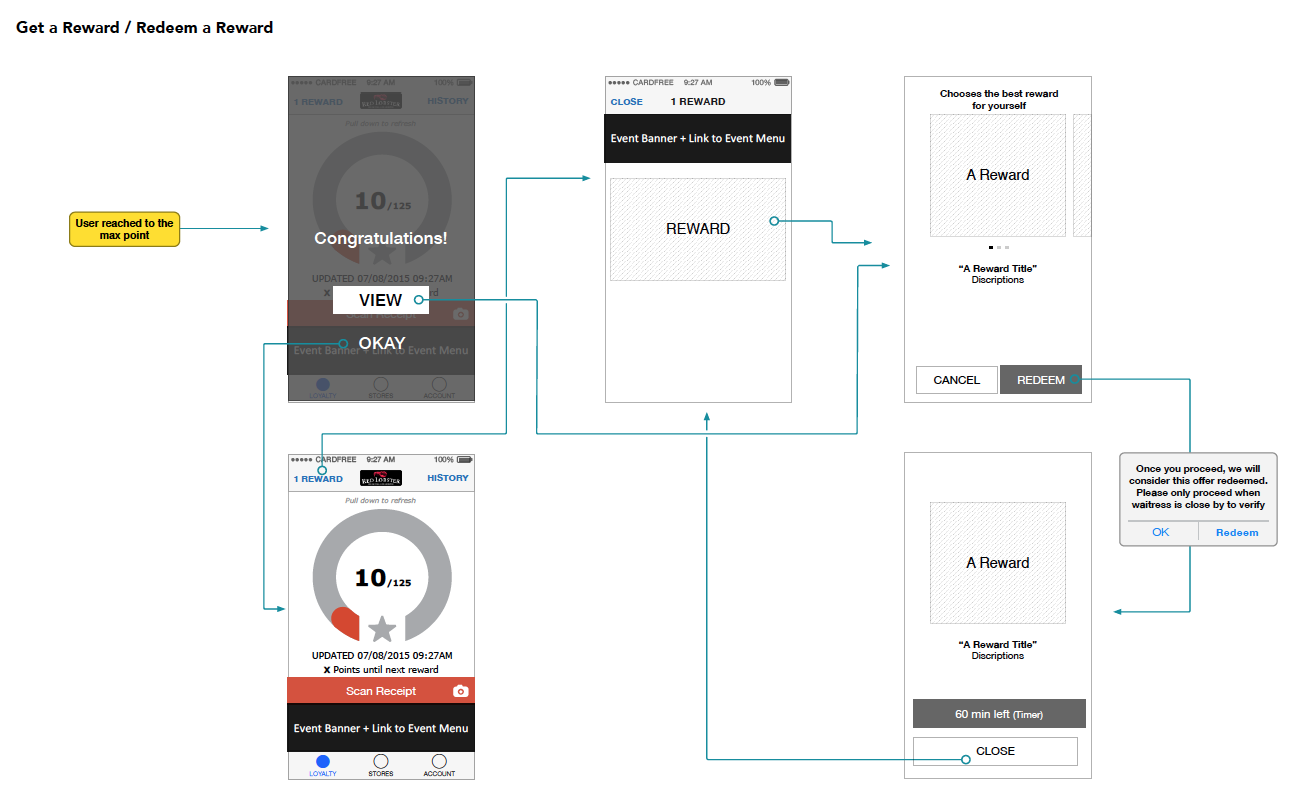 Get a Reward / Redeem a Reward
User reached to the
max point
CARDFREE 9:27 AM 100%
1 REWARD RED LOBSTER HISTORY
Pull down to refresh
10/125
Congratulations!
UPDATED 07/08/2015 09:27AM
VIEW
Scan Receipt
OKAY
Event Banner + Link to Event Menu
LOYALTY STORES ACCOUNT
CARDFREE 9:27 AM 100%
1 REWARD RED LOBSTER HISTORY
Pull down to refresh
10/125
UPDATED 07/08/2015 09:27AM
X Points until next reward
Scan Receipt
Event Banner + Link to Event Menu
LOYALTY STORES ACCOUNT
CARDFREE 9:27 AM 100%
CLOSE 1 REWARD
Event Banner + Link to Event Menu
REWARD
Chooses the best reward
for yourself
A Reward
“A Reward Title”
Discriptions
CANCEL REDEEM
Once you proceed, we will
consider this offer redeemed.
Please only proceed when
waitress is close by to verify
OK Redeem
A Reward
“A Reward Title”
Discriptions
60 min left (Timer)
CLOSE